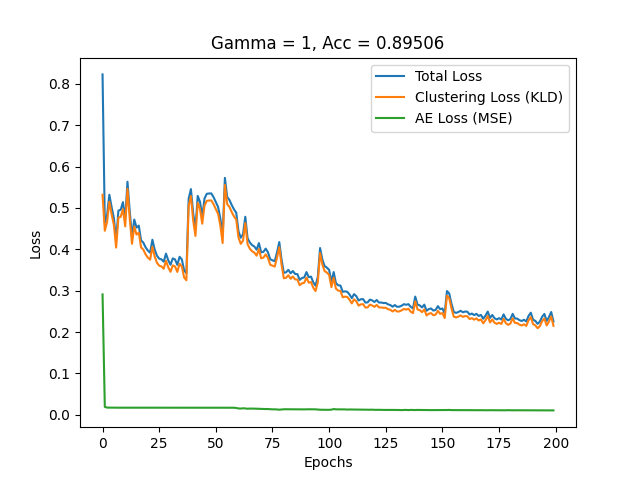 Gamma = 1, Acc = 0.89506
Total Loss
Clustering Loss (KLD)
AE Loss (MSE)
0.8
0.7
0.6
0.5
0.4
0.3
0.2
0.1
0.0
Loss
0 25 50 75 100 125 150 175 200
Epochs